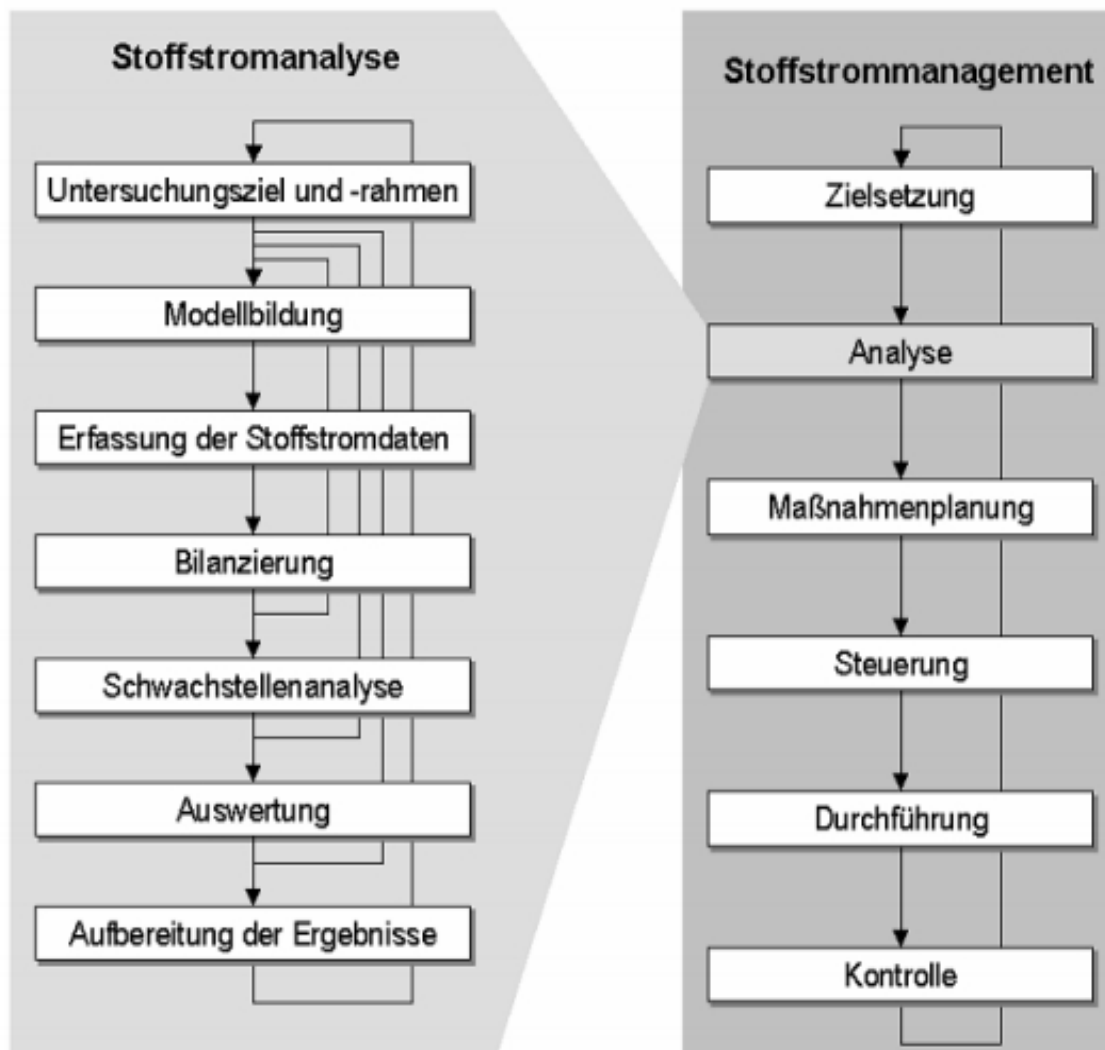 Stoffstromanalyse
Untersuchungsziel und -rahmen
Modellbildung
Erfassung der Stoffstromdaten
Bilanzierung
Schwachstellenanalyse
Auswertung
Aufbereitung der Ergebnisse
Stoffstrommanagement
Zielsetzung
Analyse
Maßnahmenplanung
Steuerung
Durchführung
Kontrolle